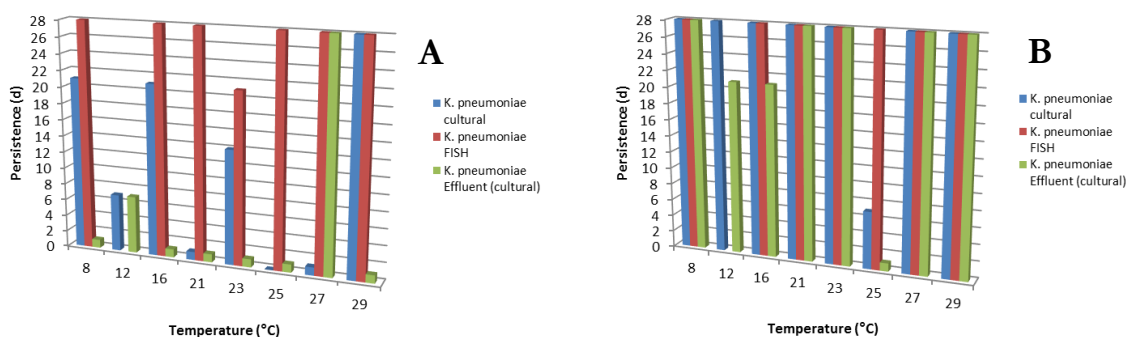 A
28
26
24
22
20
18
16
14
12
10
8
6
4
2
0
Persistence (d)
8 12 16 21 23 25 27 29
Temperature (°C)
K. pneumoniae
cultural
K. pneumoniae
FISH
K. pneumoniae
Effluent (cultural)
B
28
26
24
22
20
18
16
14
12
10
8
6
4
2
0
Persistence (d)
8 12 16 21 23 25 27 29
Temperature (°C)
K. pneumoniae
cultural
K. pneumoniae
FISH
K. pneumoniae
Effluent (cultural)